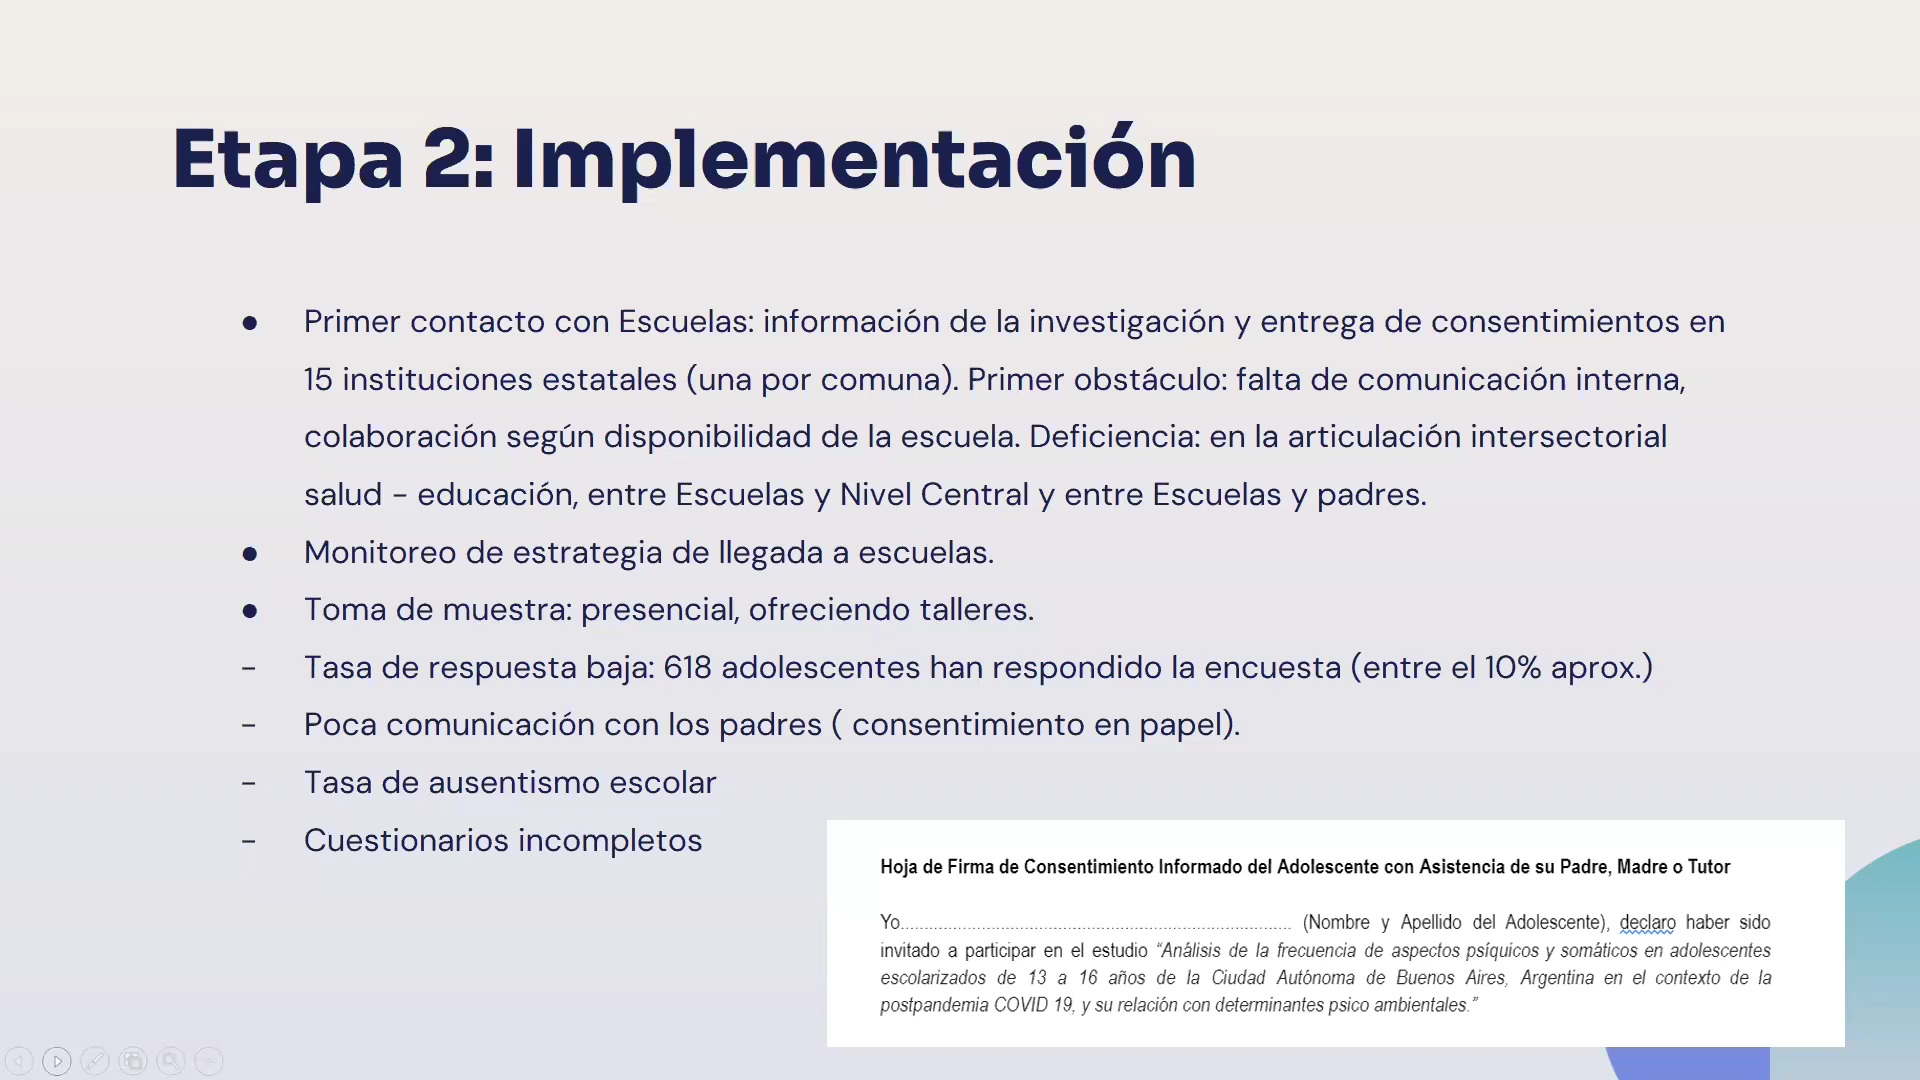 Etapa 2: Implementación
● Primer contacto con Escuelas: información de la investigación y entrega de consentimientos en
15 instituciones estatales (una por comuna). Primer obstáculo: falta de comunicación interna,
colaboración según disponibilidad de la escuela. Deficiencia: en la articulación intersectorial
salud - educación, entre Escuelas y Nivel Central y entre Escuelas y padres.
● Monitoreo de estrategia de llegada a escuelas.
● Toma de muestra: presencial, ofreciendo talleres.
- Tasa de respuesta baja: 618 adolescentes han respondido la encuesta (entre el 10% aprox.)
- Poca comunicación con los padres ( consentimiento en papel).
- Tasa de ausentismo escolar
- Cuestionarios incompletos
Hoja de Firma de Consentimiento Informado del Adolescente con Asistencia de su Padre, Madre o Tutor
Yo.................................................................................... (Nombre y Apellido del Adolescente), declaro haber sido
invitado a participar en el estudio “Análisis de la frecuencia de aspectos psíquicos y somáticos en adolescentes
escolarizados de 13 a 16 años de la Ciudad Autónoma de Buenos Aires, Argentina en el contexto de la
postpandemia COVID 19, y su relación con determinantes psico ambientales.”